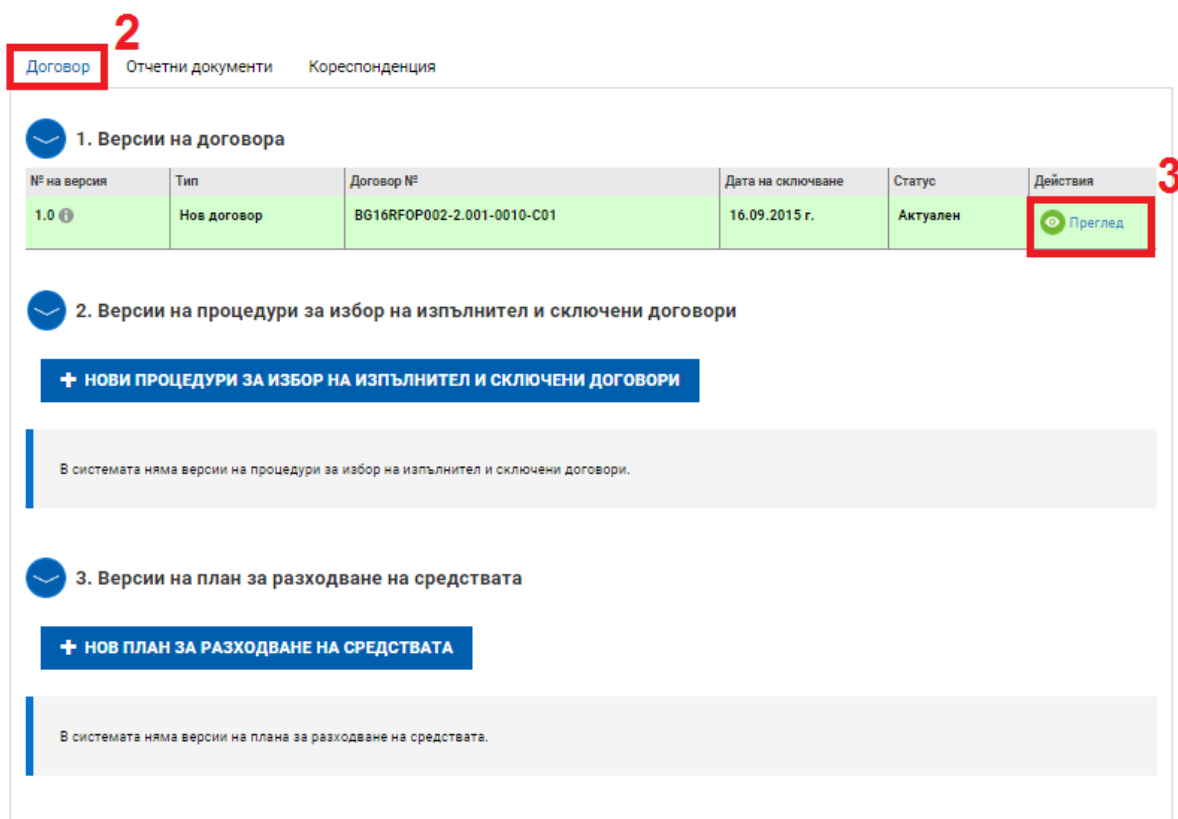 2
Договор Отчетни документи Кореспонденция
1. Версии на договора
3
№ на версия Тип Договор № Дата на сключване Статус Действия
1.0 Нов договор BG16RFOP002-2.001-0010-C01 16.09.2015 г. Актуален Преглед
2. Версии на процедури за избор на изпълнител и сключени договори
+ НОВИ ПРОЦЕДУРИ ЗА ИЗБОР НА ИЗПЪЛНИТЕЛ И СКЛЮЧЕНИ ДОГОВОРИ
В системата няма версии на процедури за избор на изпълнител и сключени договори.
3. Версии на план за разходване на средствата
+ НОВ ПЛАН ЗА РАЗХОДВАНЕ НА СРЕДСТВАТА
В системата няма версии на плана за разходване на средствата.